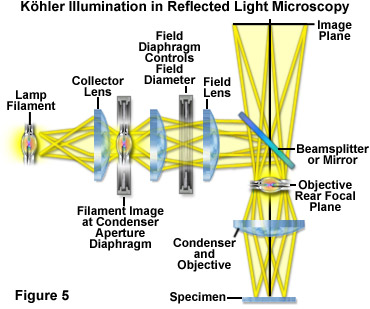 Köhler Illumination in Reflected Light Microscopy
Field
Diaphragm
Controls
Field
Diameter
Image
Plane
Collector
Lens
Field
Lens
Lamp
Filament
Beamsplitter
or Mirror
Objective
Rear Focal
Plane
Filament Image
at Condenser
Aperture
Diaphragm
Condenser
and
Objective
Figure 5
Specimen